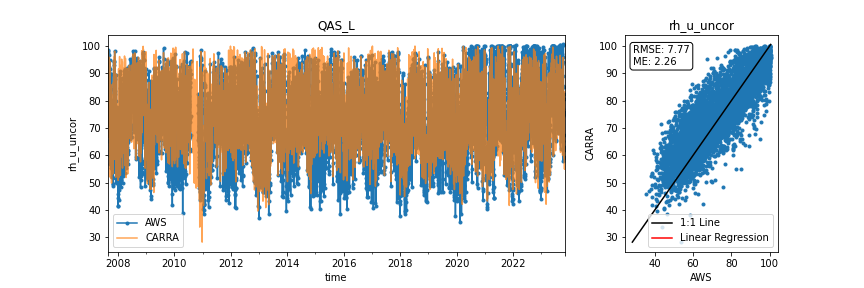 QAS_L
rh_u_uncor
100
90
80
70
60
50
40
30
rh_u_uncor
AWS
CARRA
2008
2010
2012
2014
2016
2018
2020
2022
time
rh_u_uncor
RMSE: 7.77
ME: 2.26
100
90
80
70
60
50
40
30
CARRA
1:1 Line
Linear Regression
40
60
80
100
AWS